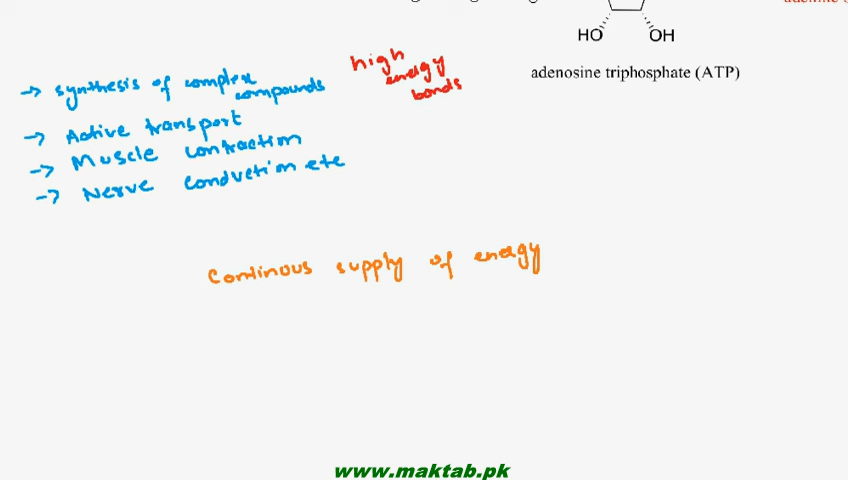 HO OH
adenosine triphosphate (ATP)
high
energy
bonds
→ synthesis of complex
compounds
→ Active transport
→ Muscle contraction
→ Nerve conduction etc
continous supply of energy
www.maktab.pk